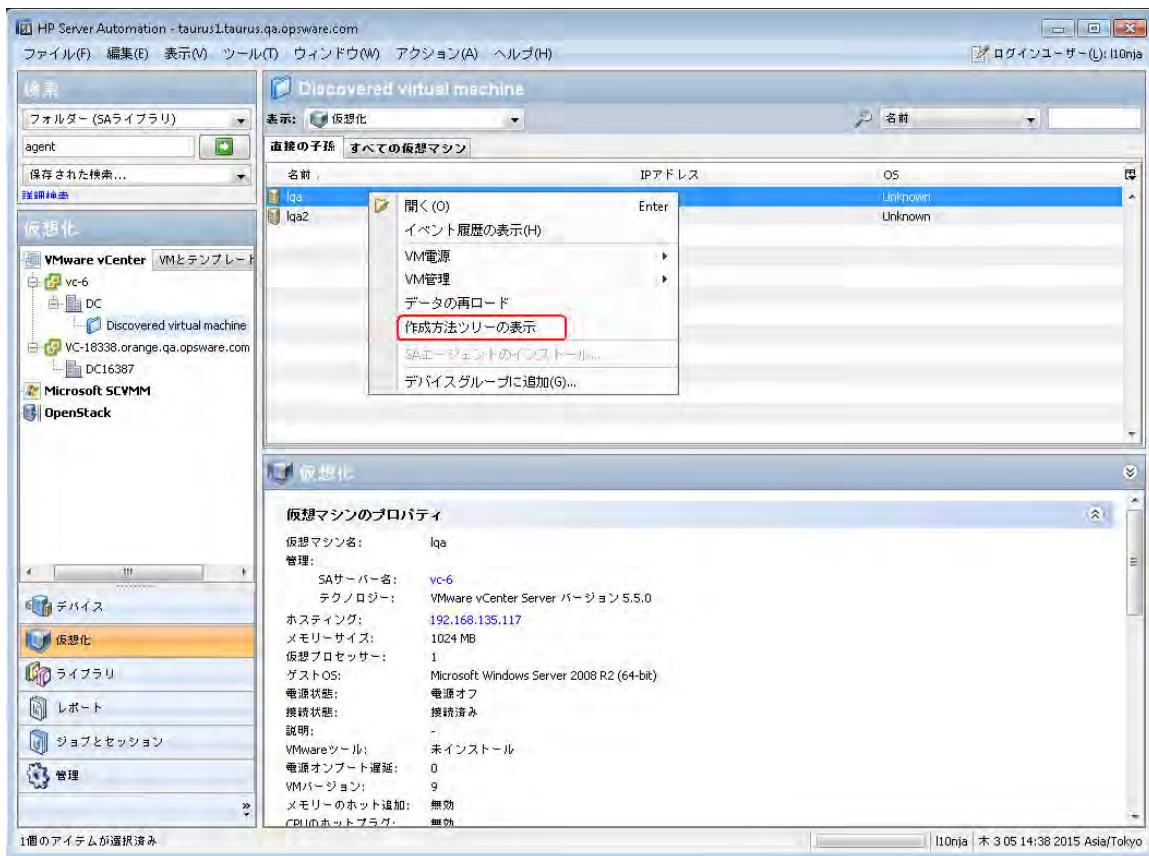 HP Server Automation - taurus1.taurus.qa.opsware.com
ファイル(F) 編集(E) 表示(V) ツール(T) ウィンドウ(W) アクション(A) ヘルプ(H)
ログインユーザー(L): l10nja
検索
フォルダー (SAライブラリ)
agent
保存された検索...
詳細検索
仮想化
VMware vCenter VMとテンプレート
vc-6
DC
Discovered virtual machine
VC-18338.orange.qa.opsware.com
DC16387
Microsoft SCVMM
OpenStack
デバイス
仮想化
ライブラリ
レポート
ジョブとセッション
管理
Discovered virtual machine
表示: 仮想化
名前
直接の子孫 すべての仮想マシン
名前 IPアドレス OS
lqa Unknown
lqa2 Unknown
開く(O) Enter
イベント履歴の表示(H)
VM電源
VM管理
データの再ロード
作成方法ツリーの表示
SAエージェントのインストール...
デバイスグループに追加(G)...
仮想化
仮想マシンのプロパティ
仮想マシン名: lqa
管理:
SAサーバー名: vc-6
テクノロジー: VMware vCenter Server バージョン 5.5.0
ホスティング: 192.168.135.117
メモリーサイズ: 1024 MB
仮想プロセッサー: 1
ゲストOS: Microsoft Windows Server 2008 R2 (64-bit)
電源状態: 電源オフ
接続状態: 接続済み
説明: -
VMwareツール: 未インストール
電源オンブート遅延: 0
VMバージョン: 9
メモリーのホット追加: 無効
CPUのホットプラグ: 無効
1個のアイテムが選択済み
l10nja 木 3 05 14:38 2015 Asia/Tokyo